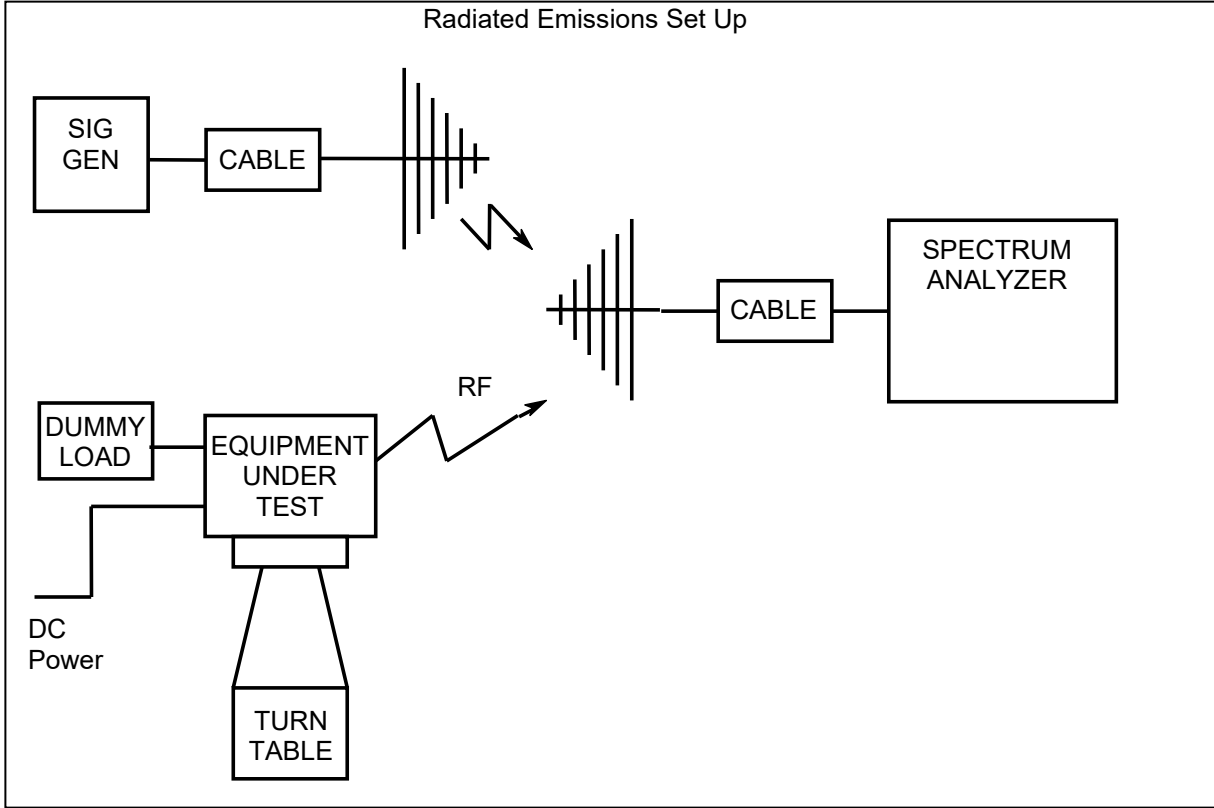 Radiated Emissions Set Up
SIG
GEN
CABLE
SPECTRUM
ANALYZER
CABLE
RF
DUMMY
LOAD
EQUIPMENT
UNDER
TEST
DC
Power
TURN
TABLE